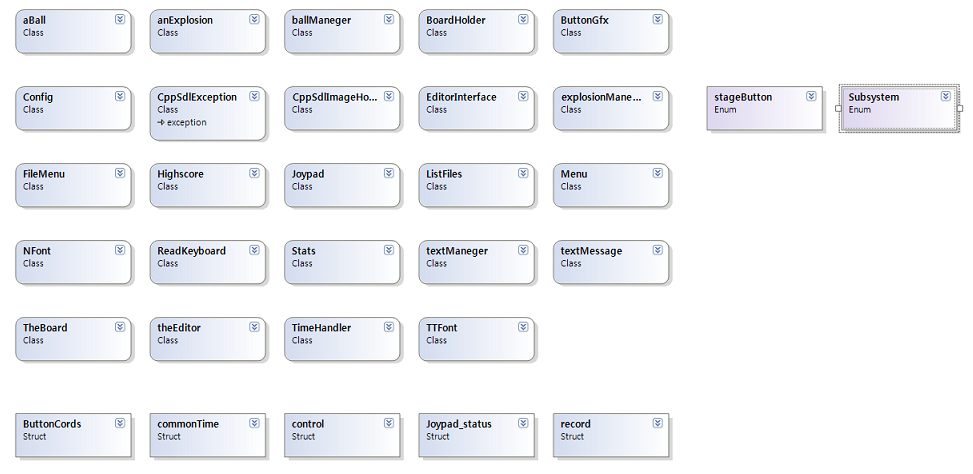 aBall
Class
anExplosion
Class
ballManeger
Class
BoardHolder
Class
ButtonGfx
Class
Config
Class
CppSdlException
Class
exception
CppSdlImageHo...
Class
EditorInterface
Class
explosionMane...
Class
stageButton
Enum
Subsystem
Enum
FileMenu
Class
Highscore
Class
Joypad
Class
ListFiles
Class
Menu
Class
NFont
Class
ReadKeyboard
Class
Stats
Class
textManeger
Class
textMessage
Class
TheBoard
Class
theEditor
Class
TimeHandler
Class
TTFont
Class
ButtonCords
Struct
commonTime
Struct
control
Struct
Joypad_status
Struct
record
Struct